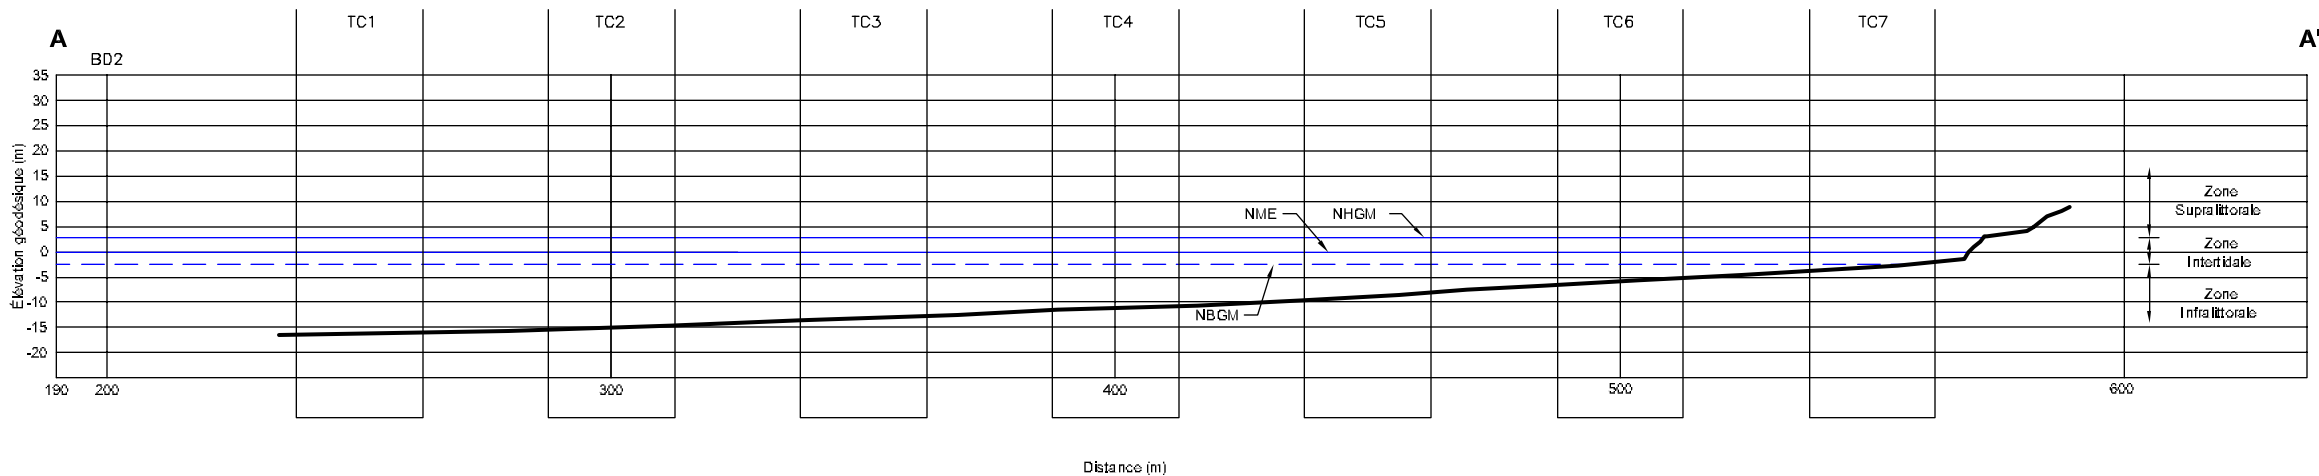 TC1 TC2 TC3 TC4 TC5 TC6 TC7
A A'
BD2
35
30
25
20
15
10
5
0
-5
-10
-15
-20
Élévation géodésique (m)
NME NHGM
NBGM
Zone
Supralittorale
Zone
Intertidale
Zone
Infralittorale
190 200 300 400 500 600
Distance (m)